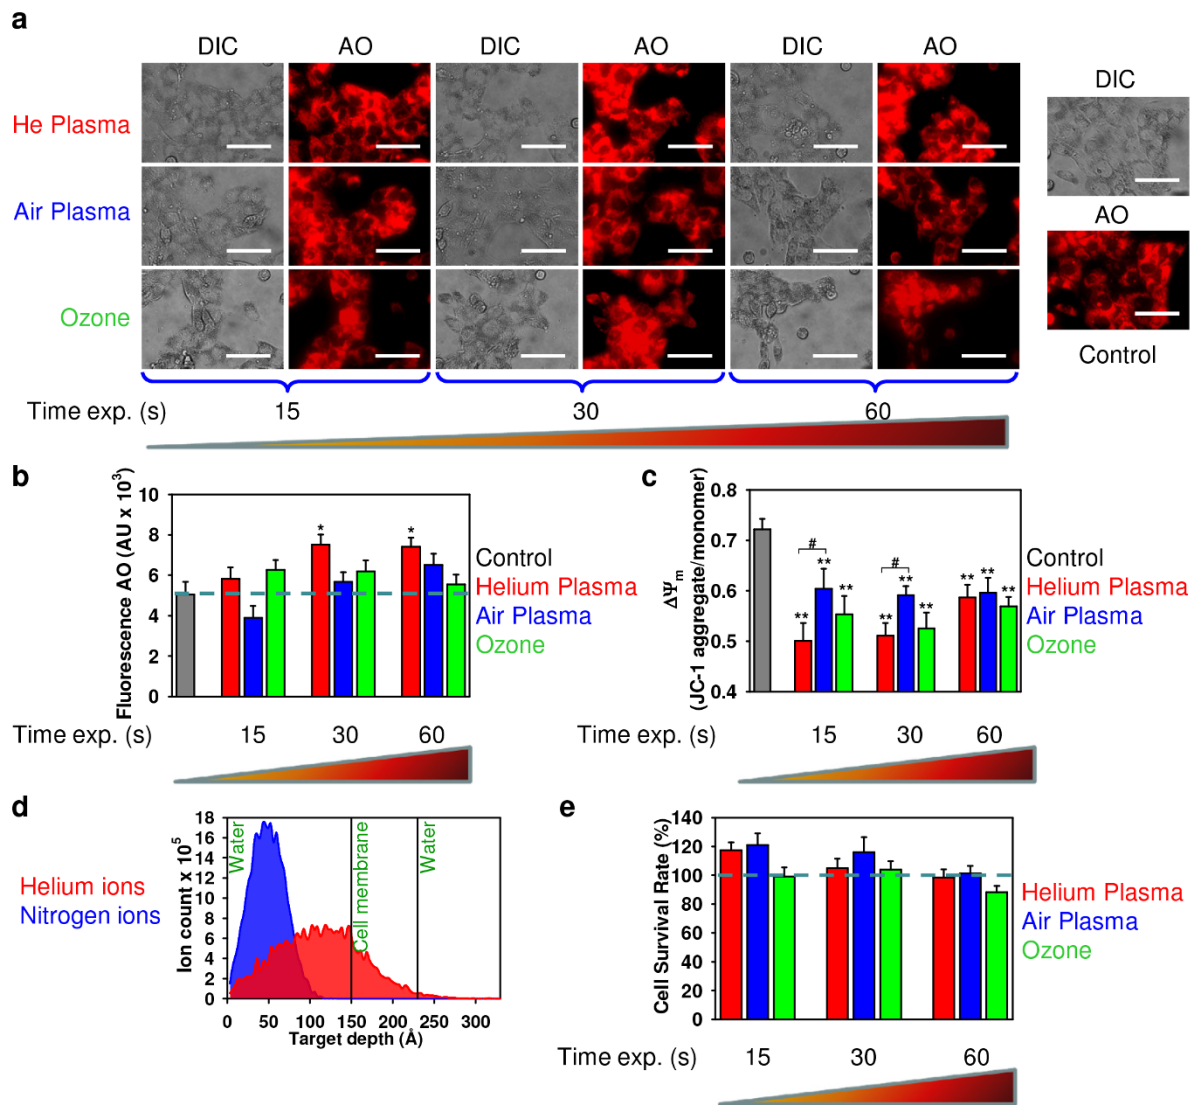 a
DIC AO DIC AO DIC AO
He Plasma
Air Plasma
Ozone
DIC
AO
Control
Time exp. (s) 15 30 60
b
Fluorescence AO (AU x 10³)
10
8
6
4
2
0
* *
Control
Helium Plasma
Air Plasma
Ozone
Time exp. (s) 15 30 60
c
ΔΨm
(JC-1 aggregate/monomer)
0.8
0.7
0.6
0.5
0.4
# #
** ** ** ** ** ** ** ** **
Control
Helium Plasma
Air Plasma
Ozone
Time exp. (s) 15 30 60
d
Helium ions
Nitrogen ions
Ion count x 10⁵
18
16
14
12
10
8
6
4
2
0
Water
Cell membrane
Water
0 50 100 150 200 250 300
Target depth (Å)
e
Cell Survival Rate (%)
140
120
100
80
60
40
20
0
Helium Plasma
Air Plasma
Ozone
Time exp. (s) 15 30 60